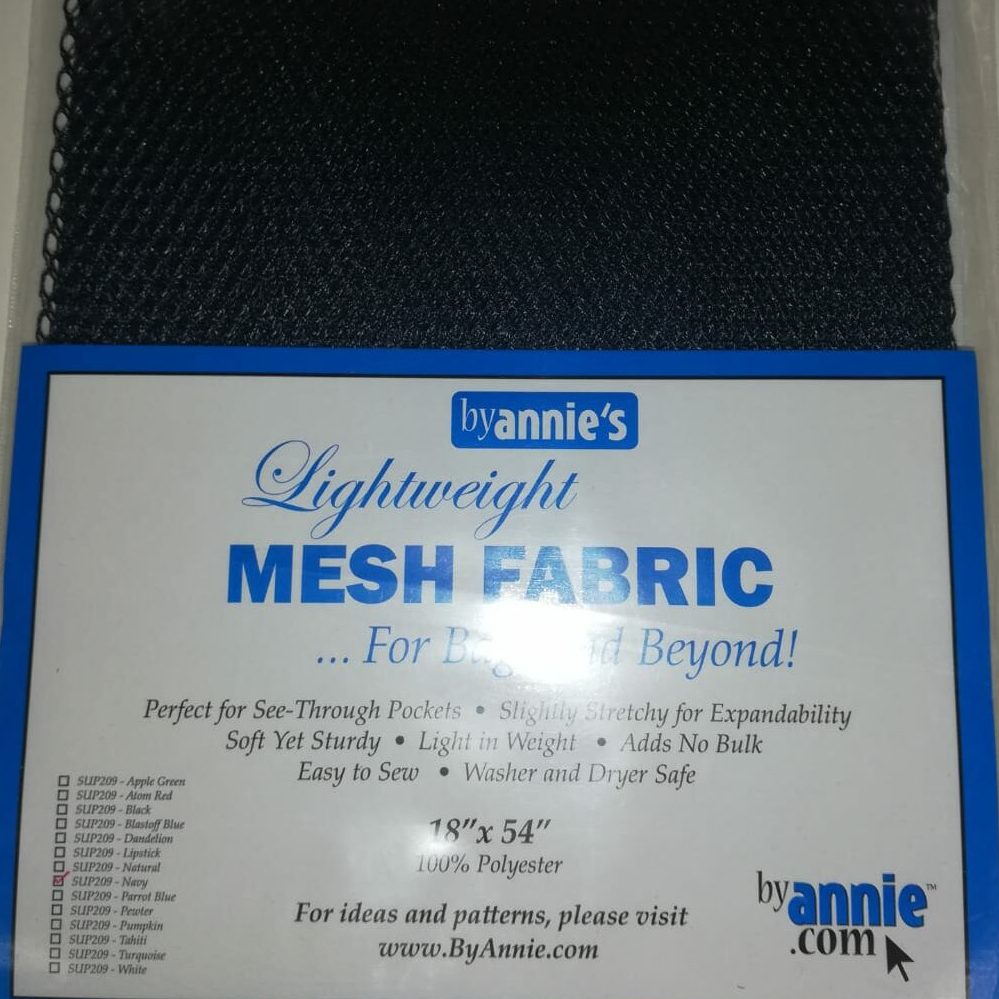 byannie's
Lightweight
MESH FABRIC
... For Bags and Beyond!
Perfect for See-Through Pockets • Slightly Stretchy for Expandability
Soft Yet Sturdy • Light in Weight • Adds No Bulk
Easy to Sew • Washer and Dryer Safe
SUP209 - Apple Green
SUP209 - Atom Red
SUP209 - Black
SUP209 - Blastoff Blue
SUP209 - Dandelion
SUP209 - Lipstick
SUP209 - Natural
SUP209 - Navy
SUP209 - Parrot Blue
SUP209 - Pewter
SUP209 - Pumpkin
SUP209 - Tahiti
SUP209 - Turquoise
SUP209 - White
18"x 54"
100% Polyester
For ideas and patterns, please visit
www.ByAnnie.com
byannie™
.com